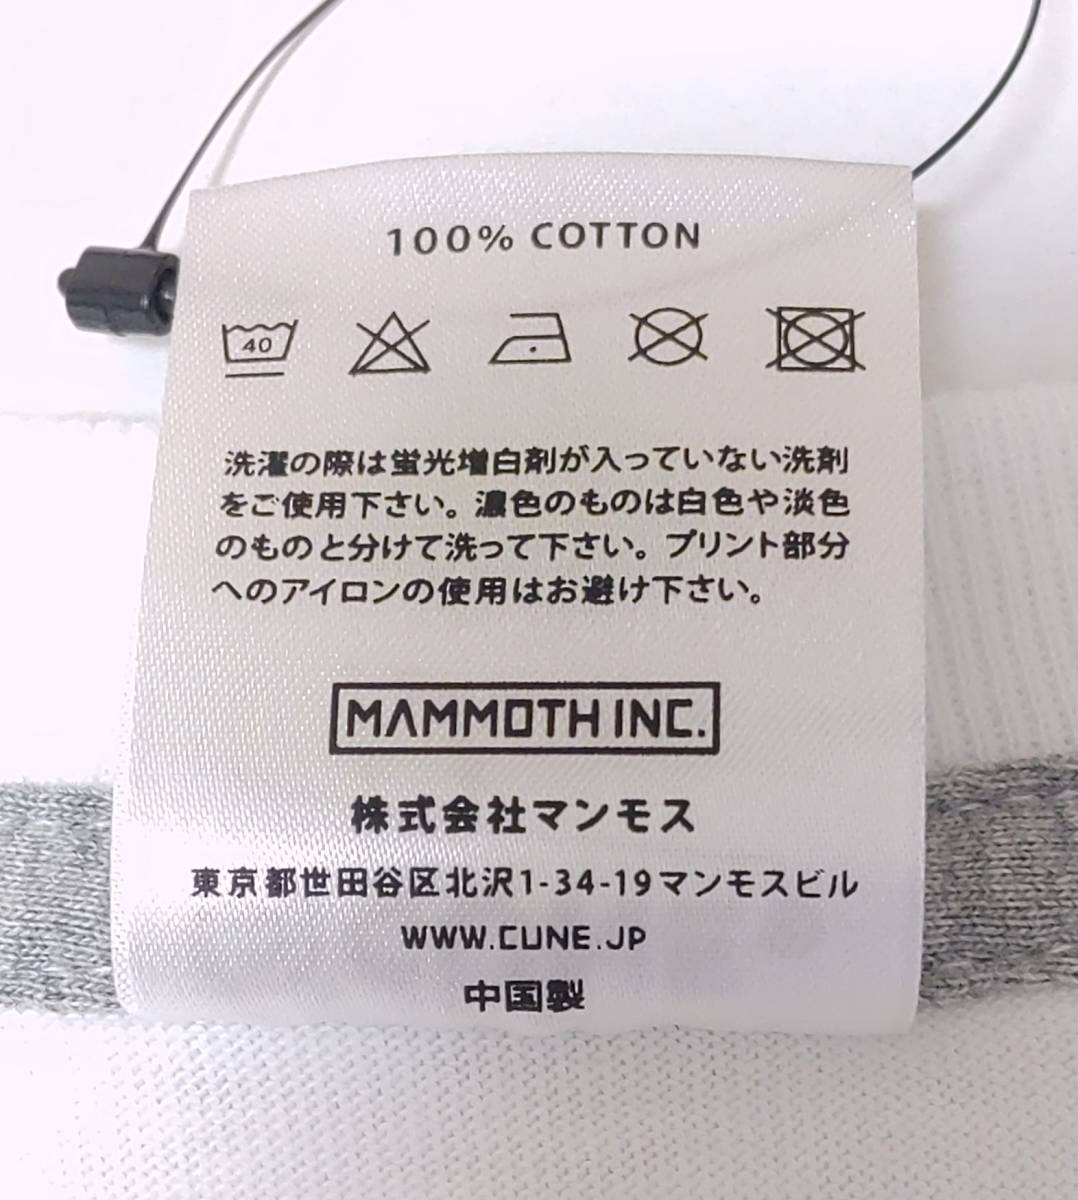 100% COTTON
40
洗濯の際は蛍光増白剤が入っていない洗剤
をご使用下さい。濃色のものは白色や淡色
のものと分けて洗って下さい。プリント部分
へのアイロンの使用はお避け下さい。
MAMMOTH INC.
株式会社マンモス
東京都世田谷区北沢1-34-19マンモスビル
WWW.CUNE.JP
中国製